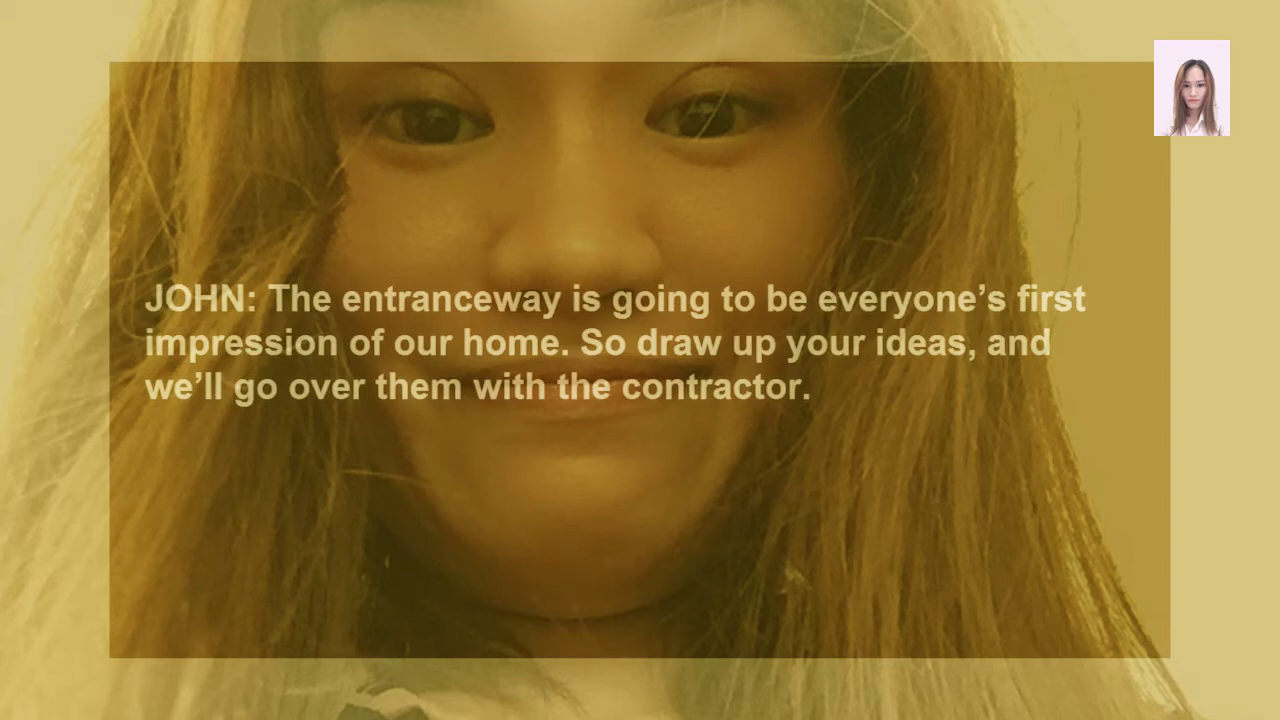 JOHN: The entranceway is going to be everyone’s first
impression of our home. So draw up your ideas, and
we’ll go over them with the contractor.